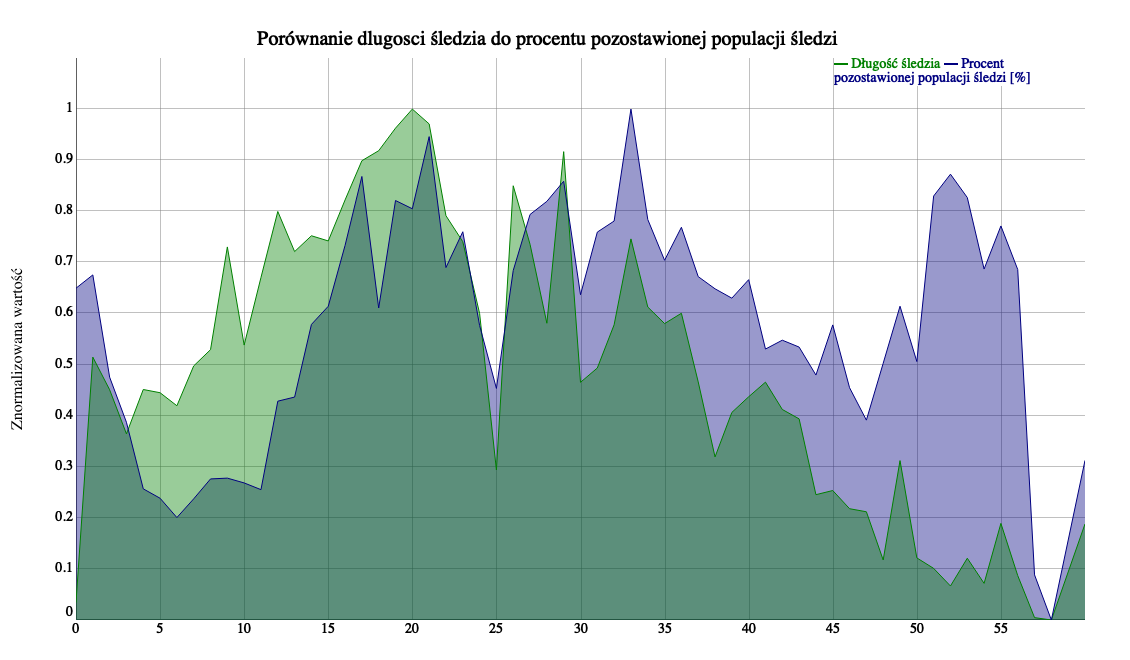 Porównanie dlugosci śledzia do procentu pozostawionej populacji śledzi
Długość śledzia Procent
pozostawionej populacji śledzi [%]
Znormalizowana wartość
1
0.9
0.8
0.7
0.6
0.5
0.4
0.3
0.2
0.1
0
0 5 10 15 20 25 30 35 40 45 50 55